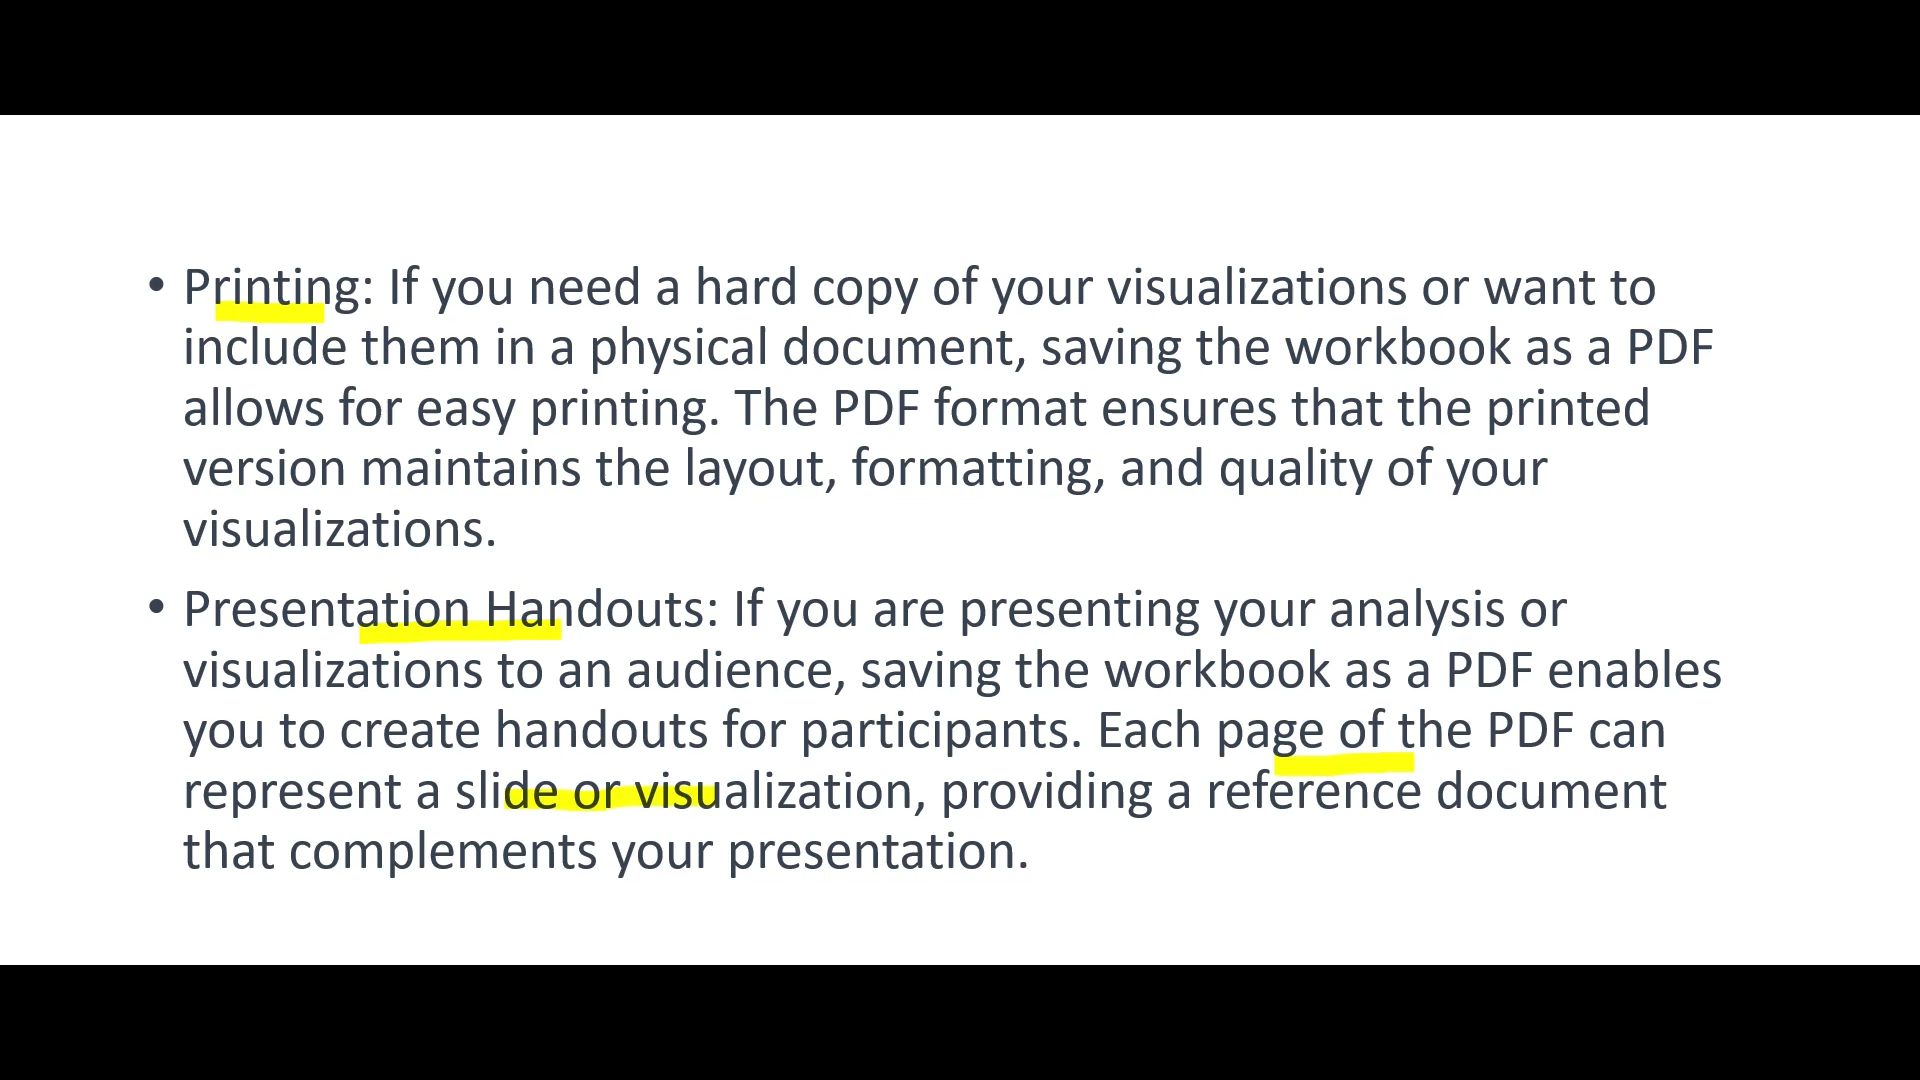 • Printing: If you need a hard copy of your visualizations or want to
include them in a physical document, saving the workbook as a PDF
allows for easy printing. The PDF format ensures that the printed
version maintains the layout, formatting, and quality of your
visualizations.
• Presentation Handouts: If you are presenting your analysis or
visualizations to an audience, saving the workbook as a PDF enables
you to create handouts for participants. Each page of the PDF can
represent a slide or visualization, providing a reference document
that complements your presentation.